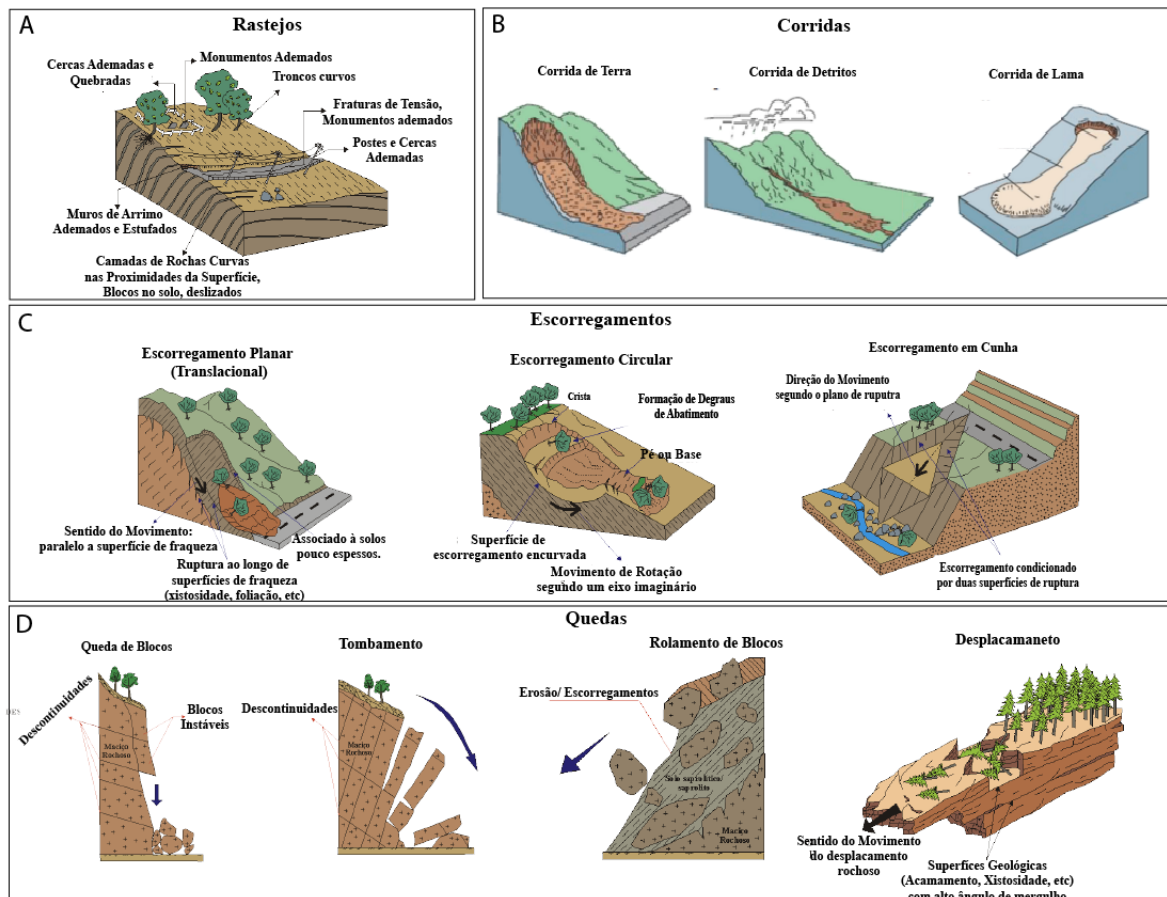 A
Rastejos
Cercas Ademadas e
Quebradas
Monumentos Ademados
Troncos curvos
Fraturas de Tensão,
Monumentos ademados
Postes e Cercas
Ademadas
Muros de Arrimo
Ademados e Estufados
Camadas de Rochas Curvas
nas Proximidades da Superfície,
Blocos no solo, deslizados
B
Corridas
Corrida de Terra
Corrida de Detritos
Corrida de Lama
C
Escorregamentos
Escorregamento Planar
(Translacional)
Sentido do Movimento:
paralelo a superfície de fraqueza
Ruptura ao longo de
superfícies de fraqueza
(xistosidade, foliação, etc)
Associado à solos
pouco espessos.
Escorregamento Circular
Crista
Formação de Degraus
de Abatimento
Pé ou Base
Superfície de
escorregamento encurvada
Movimento de Rotação
segundo um eixo imaginário
Escorregamento em Cunha
Direção do Movimento
segundo o plano de ruputra
Escorregamento condicionado
por duas superfícies de ruptura
D
Quedas
Queda de Blocos
Descontinuidades
Blocos
Instáveis
Maciço
Rochoso
Tombamento
Descontinuidades
Maciço
Rochoso
Rolamento de Blocos
Erosão/ Escorregamentos
Solo saprolítico/
saprolito
Maciço
Rochoso
Desplacamaneto
Sentido do Movimento
do desplacamento
rochoso
Superfíces Geológicas
(Acamamento, Xistosidade, etc)
com alto ângulo de mergulho